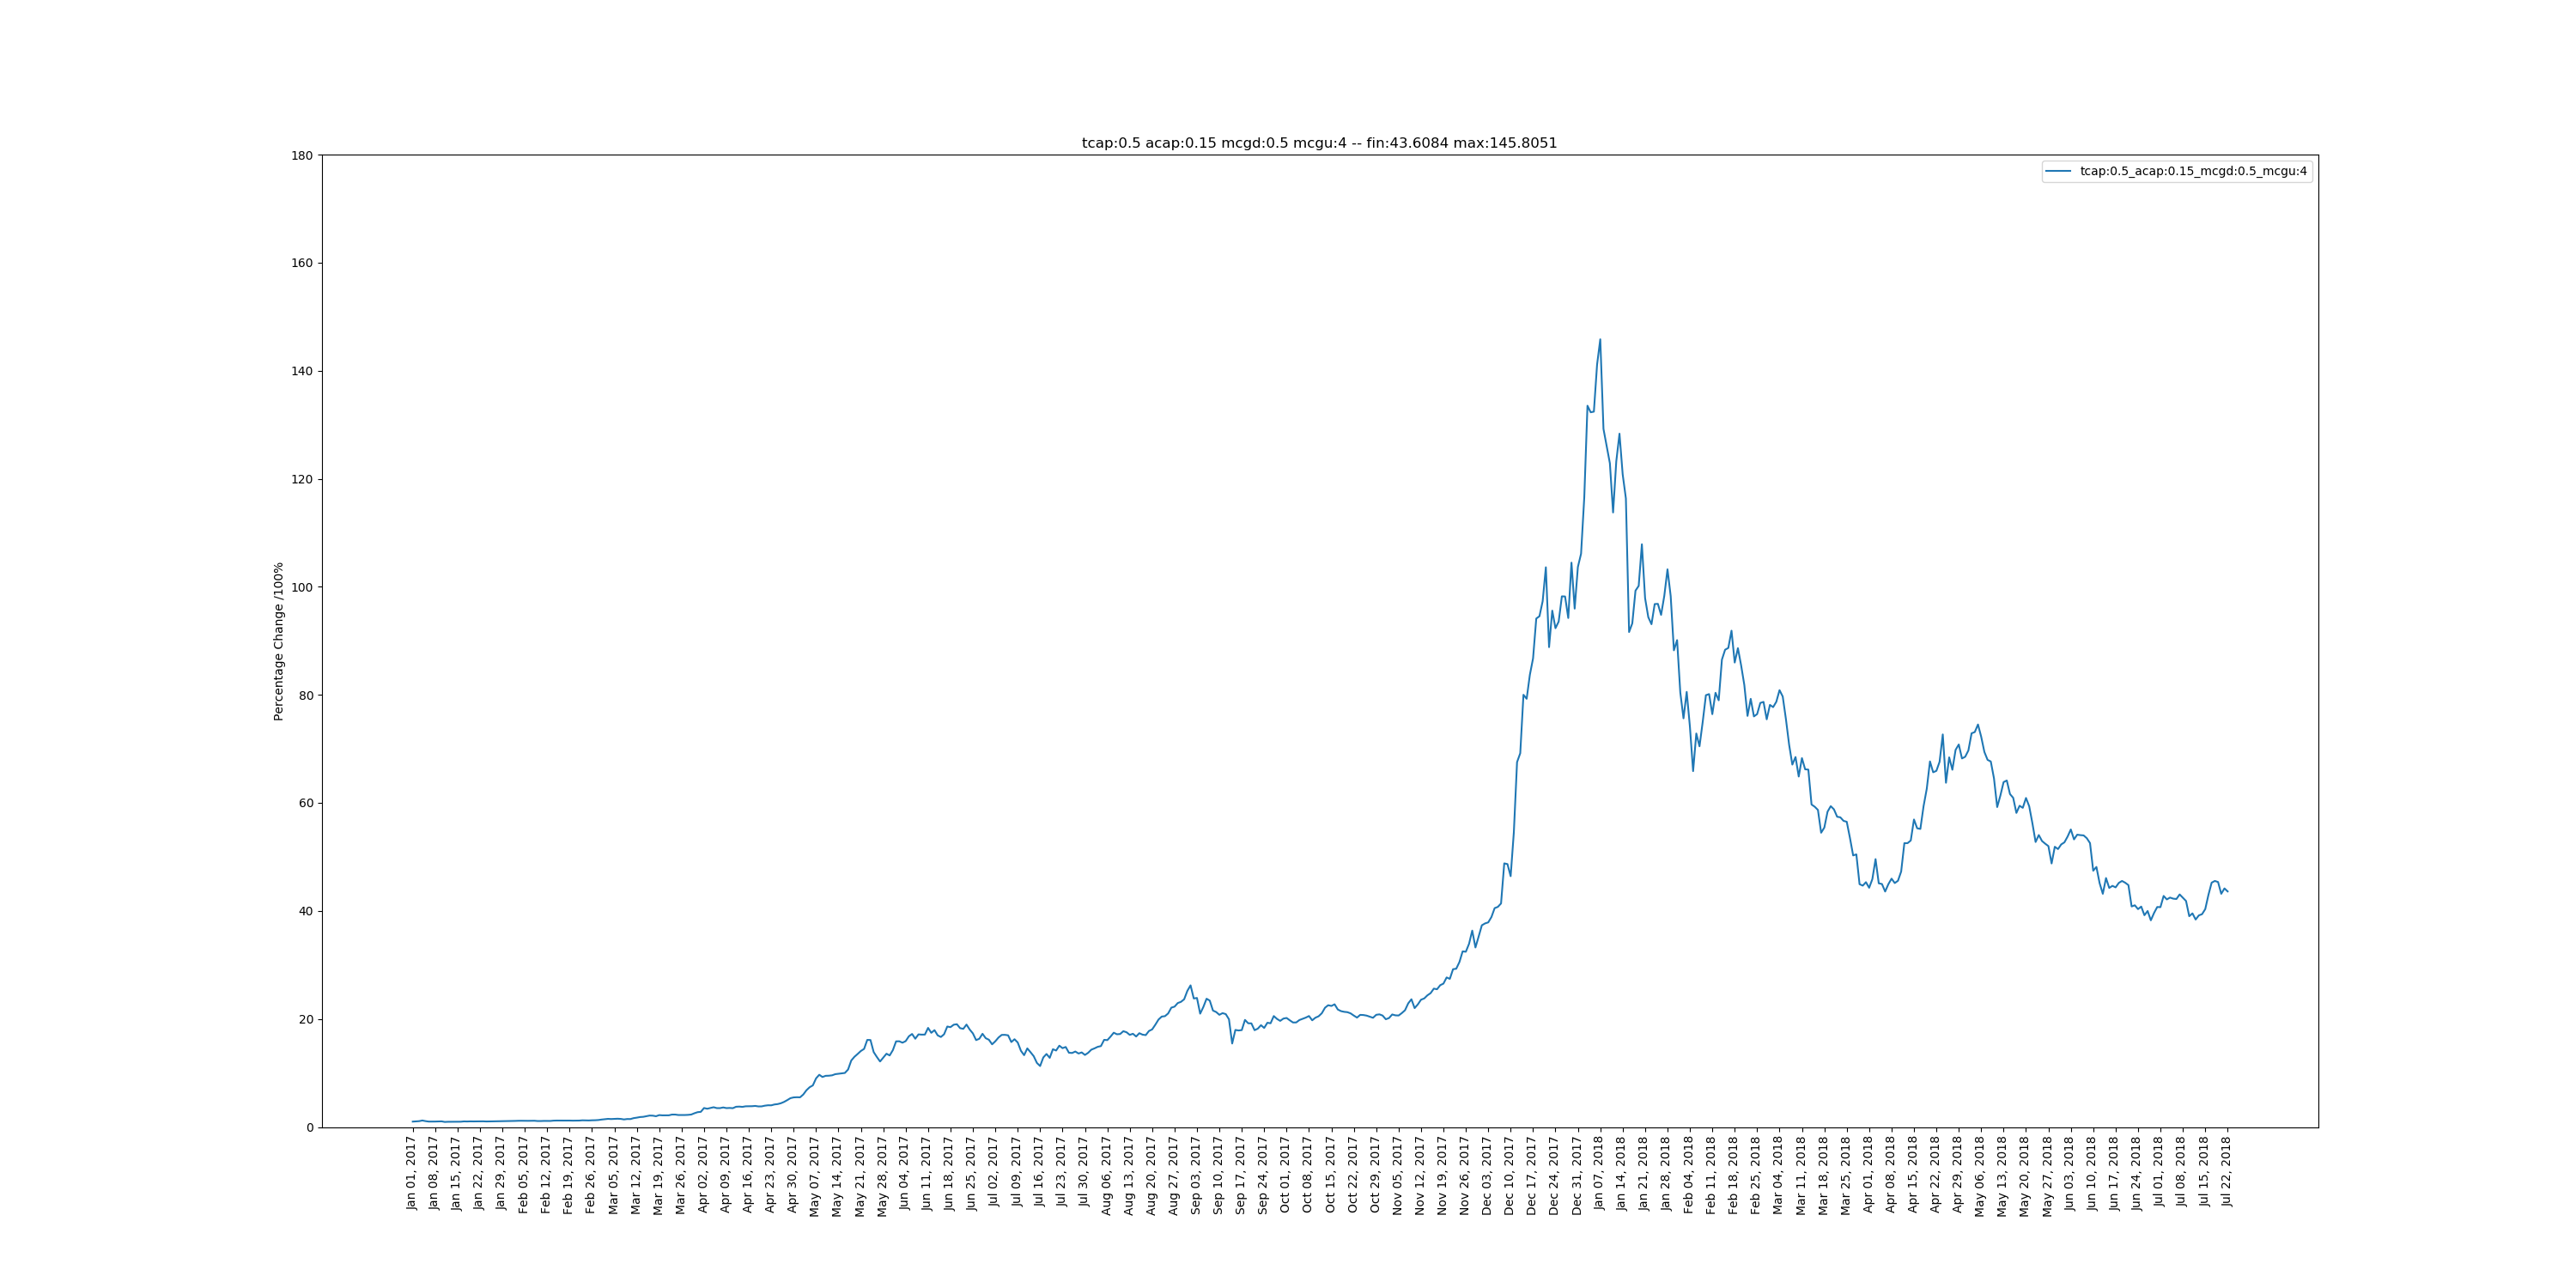 tcap:0.5 acap:0.15 mcgd:0.5 mcgu:4 -- fin:43.6084 max:145.8051
tcap:0.5_acap:0.15_mcgd:0.5_mcgu:4
Percentage Change /100%
180
160
140
120
100
80
60
40
20
0
Jan 01, 2017
Jan 08, 2017
Jan 15, 2017
Jan 22, 2017
Jan 29, 2017
Feb 05, 2017
Feb 12, 2017
Feb 19, 2017
Feb 26, 2017
Mar 05, 2017
Mar 12, 2017
Mar 19, 2017
Mar 26, 2017
Apr 02, 2017
Apr 09, 2017
Apr 16, 2017
Apr 23, 2017
Apr 30, 2017
May 07, 2017
May 14, 2017
May 21, 2017
May 28, 2017
Jun 04, 2017
Jun 11, 2017
Jun 18, 2017
Jun 25, 2017
Jul 02, 2017
Jul 09, 2017
Jul 16, 2017
Jul 23, 2017
Jul 30, 2017
Aug 06, 2017
Aug 13, 2017
Aug 20, 2017
Aug 27, 2017
Sep 03, 2017
Sep 10, 2017
Sep 17, 2017
Sep 24, 2017
Oct 01, 2017
Oct 08, 2017
Oct 15, 2017
Oct 22, 2017
Oct 29, 2017
Nov 05, 2017
Nov 12, 2017
Nov 19, 2017
Nov 26, 2017
Dec 03, 2017
Dec 10, 2017
Dec 17, 2017
Dec 24, 2017
Dec 31, 2017
Jan 07, 2018
Jan 14, 2018
Jan 21, 2018
Jan 28, 2018
Feb 04, 2018
Feb 11, 2018
Feb 18, 2018
Feb 25, 2018
Mar 04, 2018
Mar 11, 2018
Mar 18, 2018
Mar 25, 2018
Apr 01, 2018
Apr 08, 2018
Apr 15, 2018
Apr 22, 2018
Apr 29, 2018
May 06, 2018
May 13, 2018
May 20, 2018
May 27, 2018
Jun 03, 2018
Jun 10, 2018
Jun 17, 2018
Jun 24, 2018
Jul 01, 2018
Jul 08, 2018
Jul 15, 2018
Jul 22, 2018